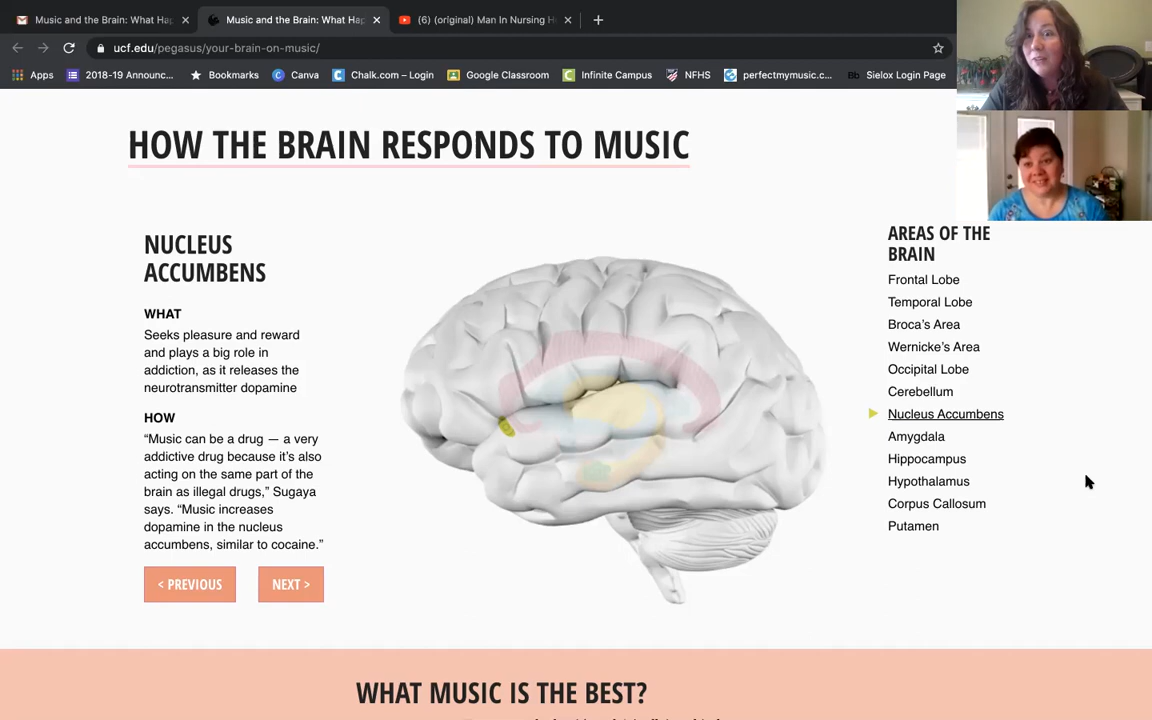 Music and the Brain: What Hap
Music and the Brain: What Hap
(6) (original) Man In Nursing H
ucf.edu/pegasus/your-brain-on-music/
Apps
2018-19 Announc...
Bookmarks
Canva
Chalk.com – Login
Google Classroom
Infinite Campus
NFHS
perfectmymusic.c...
Bb Sielox Login Page
HOW THE BRAIN RESPONDS TO MUSIC
NUCLEUS
ACCUMBENS
WHAT
Seeks pleasure and reward
and plays a big role in
addiction, as it releases the
neurotransmitter dopamine
HOW
“Music can be a drug — a very
addictive drug because it’s also
acting on the same part of the
brain as illegal drugs,” Sugaya
says. “Music increases
dopamine in the nucleus
accumbens, similar to cocaine.”
< PREVIOUS
NEXT >
AREAS OF THE
BRAIN
Frontal Lobe
Temporal Lobe
Broca’s Area
Wernicke’s Area
Occipital Lobe
Cerebellum
Nucleus Accumbens
Amygdala
Hippocampus
Hypothalamus
Corpus Callosum
Putamen
WHAT MUSIC IS THE BEST?